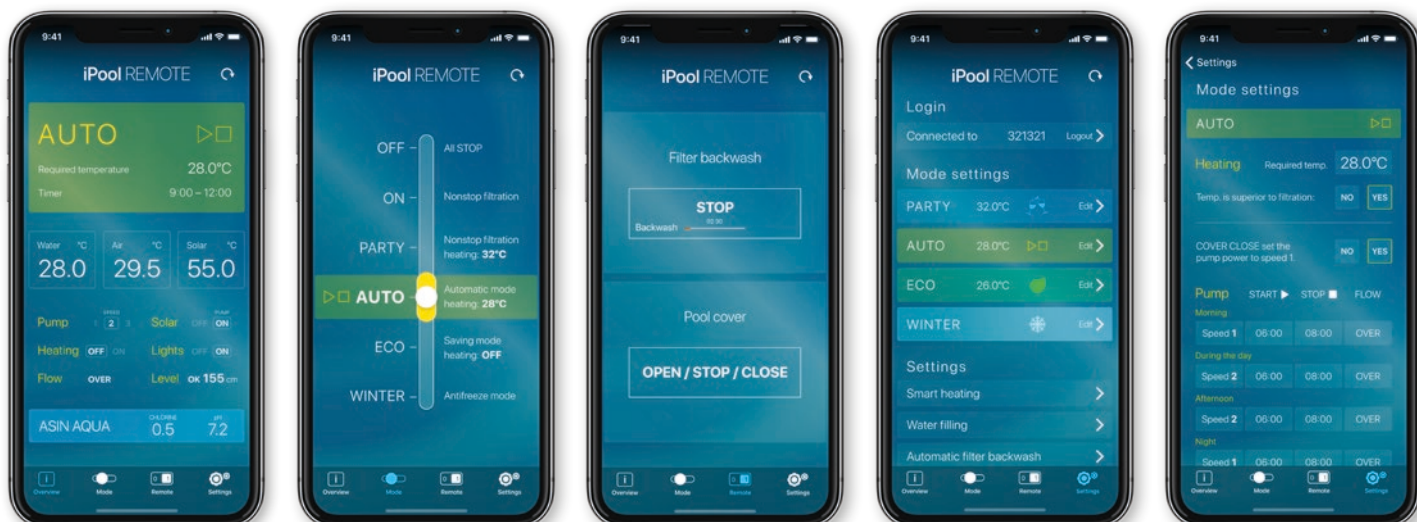 9:41
iPool REMOTE
AUTO
Required temperature 28.0°C
Timer 9:00 – 12:00
Water °C Air °C Solar °C
28.0 29.5 55.0
SPEED PUMP
Pump 1 2 3 Solar OFF ON
Heating OFF ON Lights OFF ON
Flow OVER Level OK 155 cm
CHLORINE pH
ASIN AQUA 0.5 7.2
Overview Mode Remote Settings
9:41
iPool REMOTE
OFF All STOP
ON Nonstop filtration
PARTY Nonstop filtration
heating: 32°C
AUTO Automatic mode
heating: 28°C
ECO Saving mode
heating: OFF
WINTER Antifreeze mode
Overview Mode Remote Settings
9:41
iPool REMOTE
Filter backwash
STOP
Backwash
Pool cover
OPEN / STOP / CLOSE
Overview Mode Remote Settings
9:41
iPool REMOTE
Login
Connected to 321321 Logout
Mode settings
PARTY 32.0°C Edit
AUTO 28.0°C Edit
ECO 26.0°C Edit
WINTER Edit
Settings
Smart heating
Water filling
Automatic filter backwash
Overview Mode Remote Settings
9:41
Settings
Mode settings
AUTO
Heating Required temp. 28.0°C
Temp. is superior to filtration: NO YES
COVER CLOSE set the
pump power to speed 1. NO YES
Pump START STOP FLOW
Morning
Speed 1 06:00 08:00 OVER
During the day
Speed 2 06:00 08:00 OVER
Afternoon
Speed 2 06:00 08:00 OVER
Night
Speed 1 06:00 08:00 OVER
Overview Mode Remote Settings